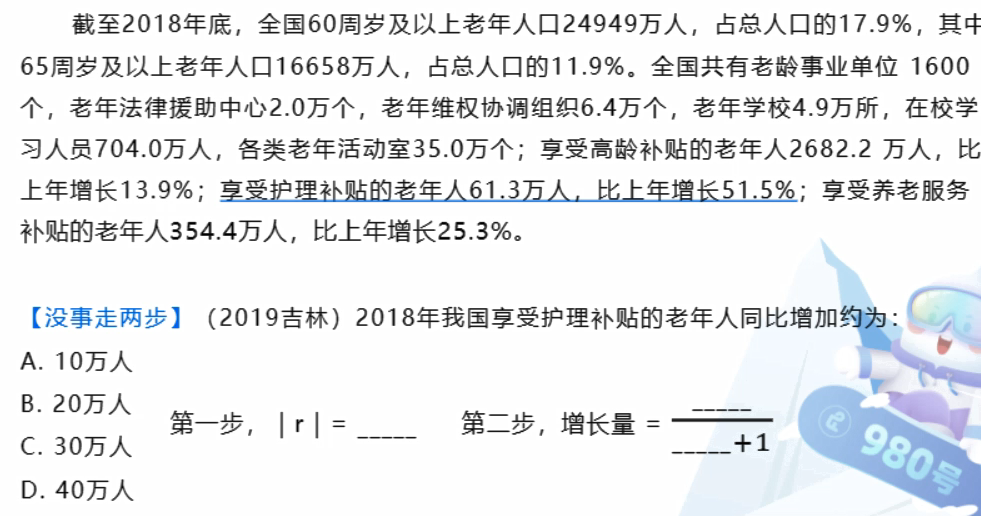 截至2018年底，全国60周岁及以上老年人口24949万人，占总人口的17.9%，其中
65周岁及以上老年人口16658万人，占总人口的11.9%。全国共有老龄事业单位 1600
个，老年法律援助中心2.0万个，老年维权协调组织6.4万个，老年学校4.9万所，在校学
习人员704.0万人，各类老年活动室35.0万个；享受高龄补贴的老年人2682.2 万人，比
上年增长13.9%；享受护理补贴的老年人61.3万人，比上年增长51.5%；享受养老服务
补贴的老年人354.4万人，比上年增长25.3%。
【没事走两步】（2019吉林）2018年我国享受护理补贴的老年人同比增加约为：
A. 10万人
B. 20万人
C. 30万人
D. 40万人
第一步，｜r｜= _____ 第二步，增长量 = _____
_____+1
980号